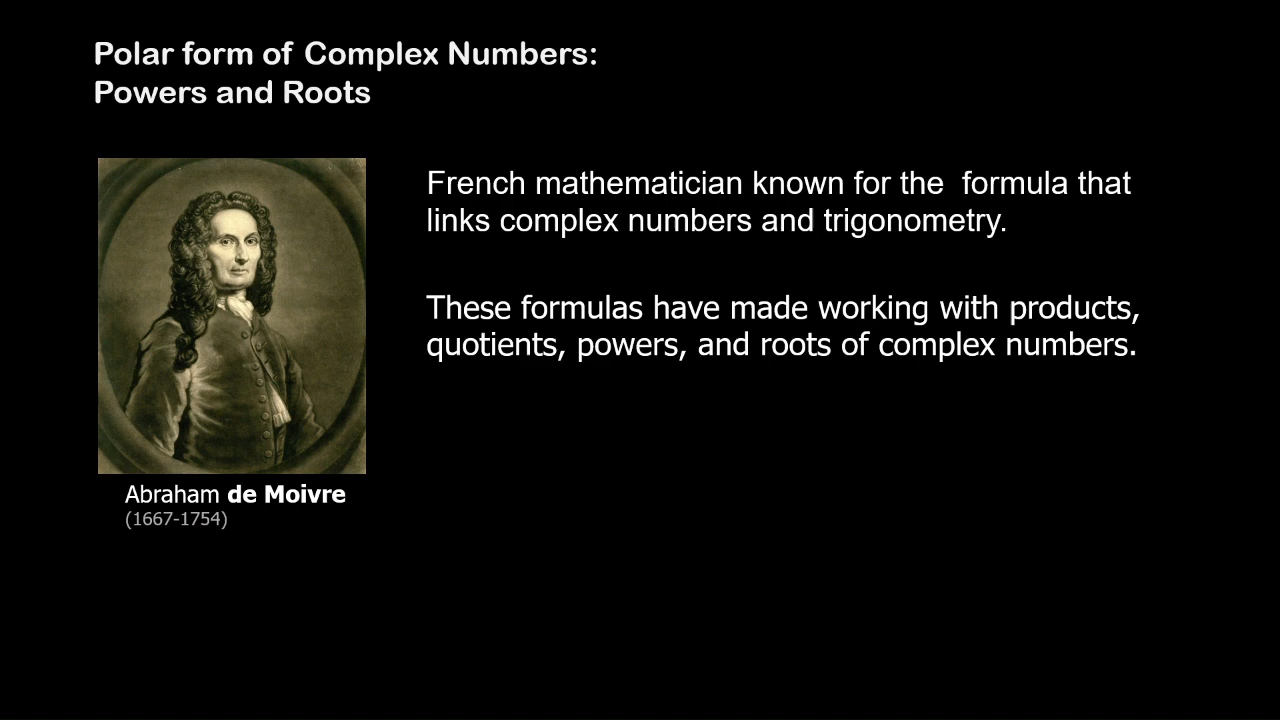 Polar form of Complex Numbers:
Powers and Roots
French mathematician known for the  formula that
links complex numbers and trigonometry.
These formulas have made working with products,
quotients, powers, and roots of complex numbers.
Abraham de Moivre
(1667-1754)